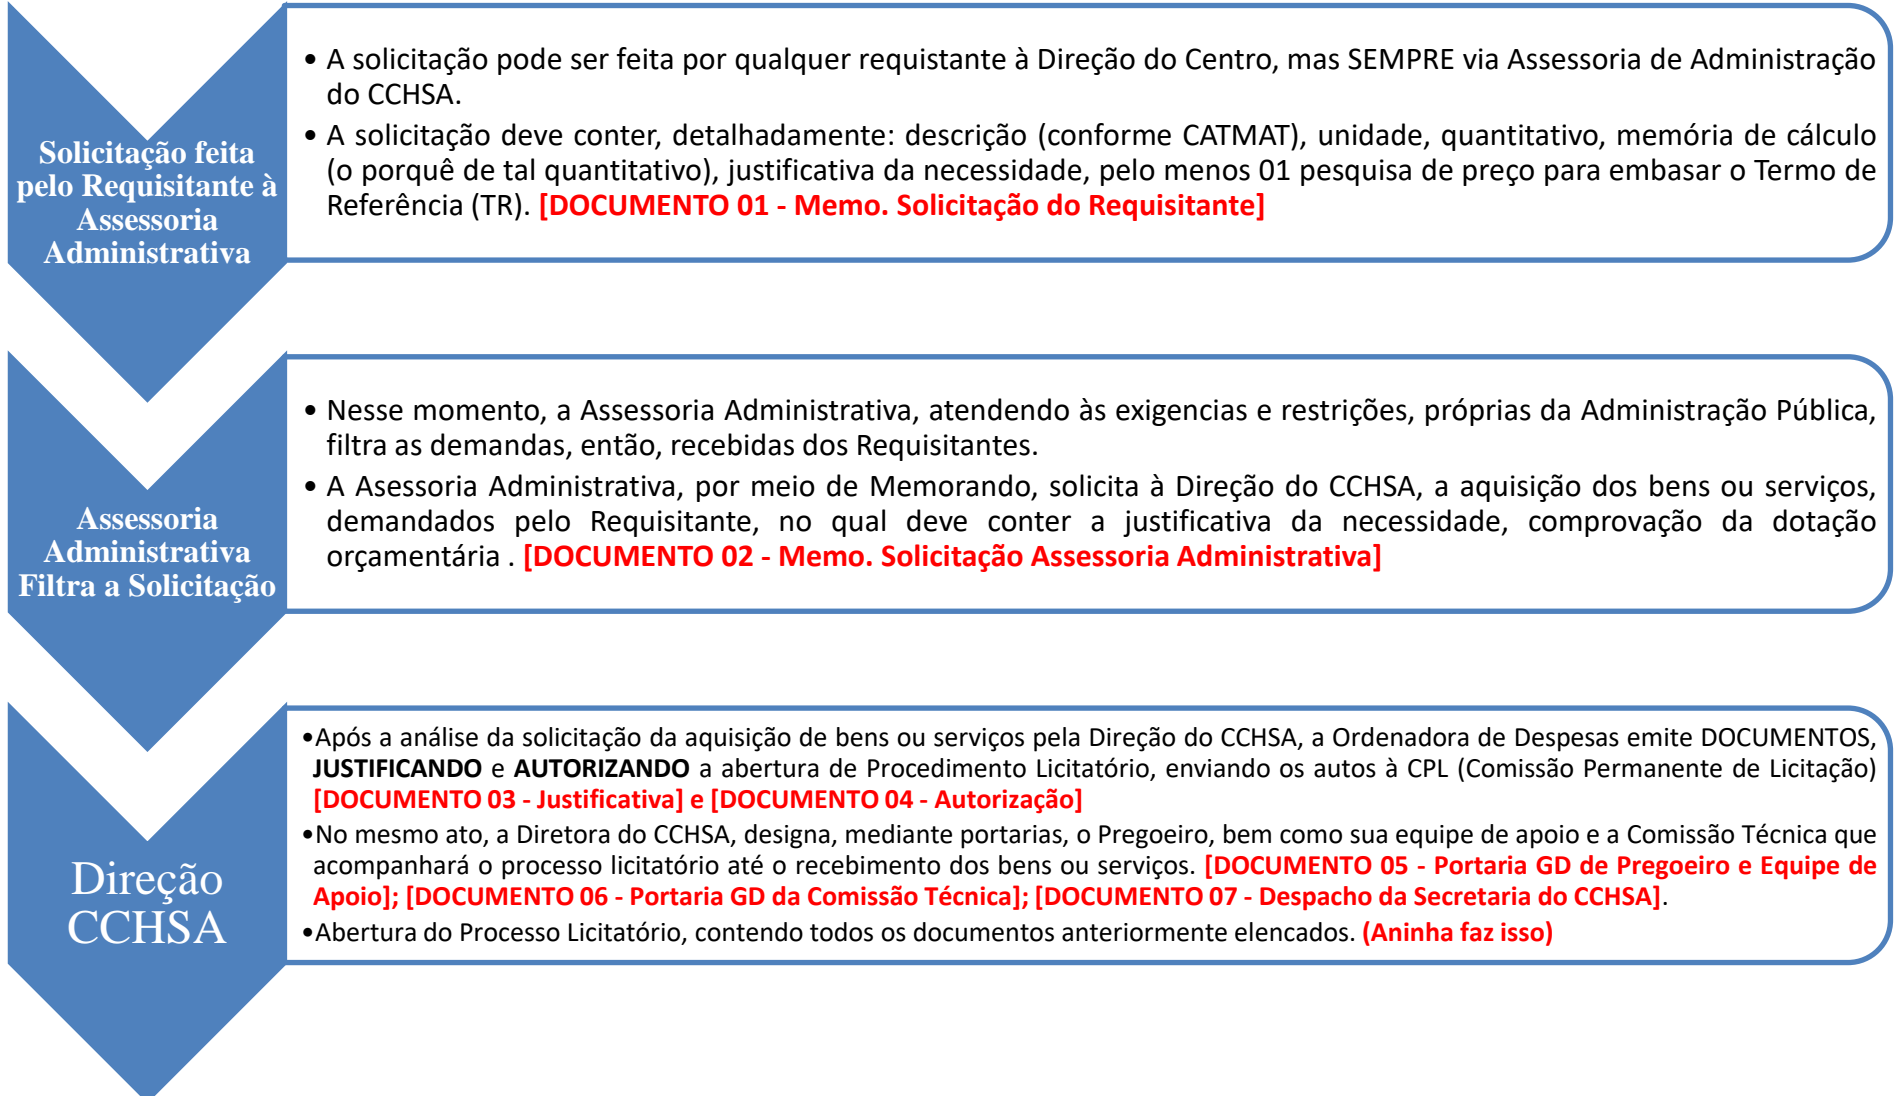 Solicitação feita
pelo Requisitante à
Assessoria
Administrativa
• A solicitação pode ser feita por qualquer requistante à Direção do Centro, mas SEMPRE via Assessoria de Administração
do CCHSA.
• A solicitação deve conter, detalhadamente: descrição (conforme CATMAT), unidade, quantitativo, memória de cálculo
(o porquê de tal quantitativo), justificativa da necessidade, pelo menos 01 pesquisa de preço para embasar o Termo de
Referência (TR). [DOCUMENTO 01 - Memo. Solicitação do Requisitante]
Assessoria
Administrativa
Filtra a Solicitação
• Nesse momento, a Assessoria Administrativa, atendendo às exigencias e restrições, próprias da Administração Pública,
filtra as demandas, então, recebidas dos Requisitantes.
• A Asessoria Administrativa, por meio de Memorando, solicita à Direção do CCHSA, a aquisição dos bens ou serviços,
demandados pelo Requisitante, no qual deve conter a justificativa da necessidade, comprovação da dotação
orçamentária . [DOCUMENTO 02 - Memo. Solicitação Assessoria Administrativa]
Direção
CCHSA
•Após a análise da solicitação da aquisição de bens ou serviços pela Direção do CCHSA, a Ordenadora de Despesas emite DOCUMENTOS,
JUSTIFICANDO e AUTORIZANDO a abertura de Procedimento Licitatório, enviando os autos à CPL (Comissão Permanente de Licitação)
[DOCUMENTO 03 - Justificativa] e [DOCUMENTO 04 - Autorização]
•No mesmo ato, a Diretora do CCHSA, designa, mediante portarias, o Pregoeiro, bem como sua equipe de apoio e a Comissão Técnica que
acompanhará o processo licitatório até o recebimento dos bens ou serviços. [DOCUMENTO 05 - Portaria GD de Pregoeiro e Equipe de
Apoio]; [DOCUMENTO 06 - Portaria GD da Comissão Técnica]; [DOCUMENTO 07 - Despacho da Secretaria do CCHSA].
•Abertura do Processo Licitatório, contendo todos os documentos anteriormente elencados. (Aninha faz isso)